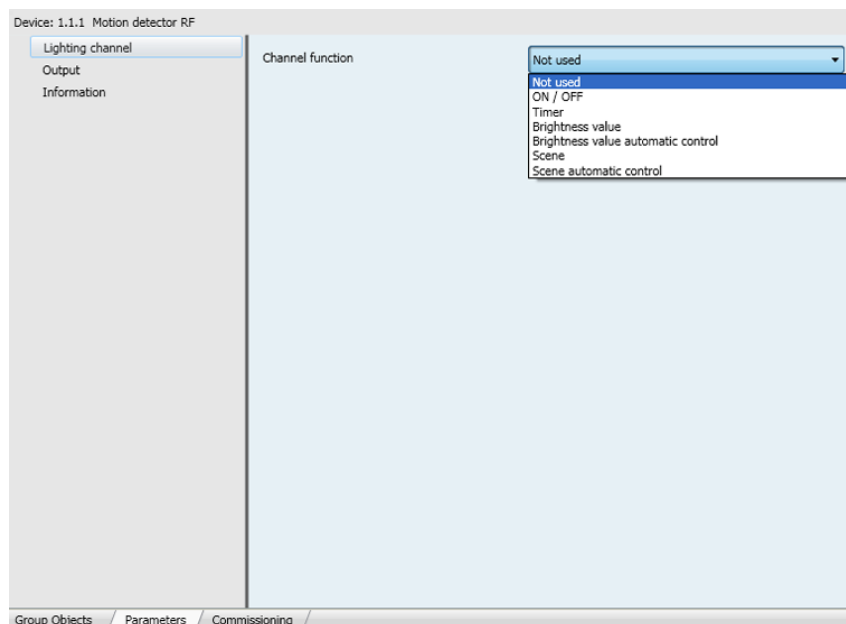 Device: 1.1.1 Motion detector RF
Lighting channel
Output
Information
Channel function
Not used
Not used
ON / OFF
Timer
Brightness value
Brightness value automatic control
Scene
Scene automatic control
Group Objects
Parameters
Commissioning